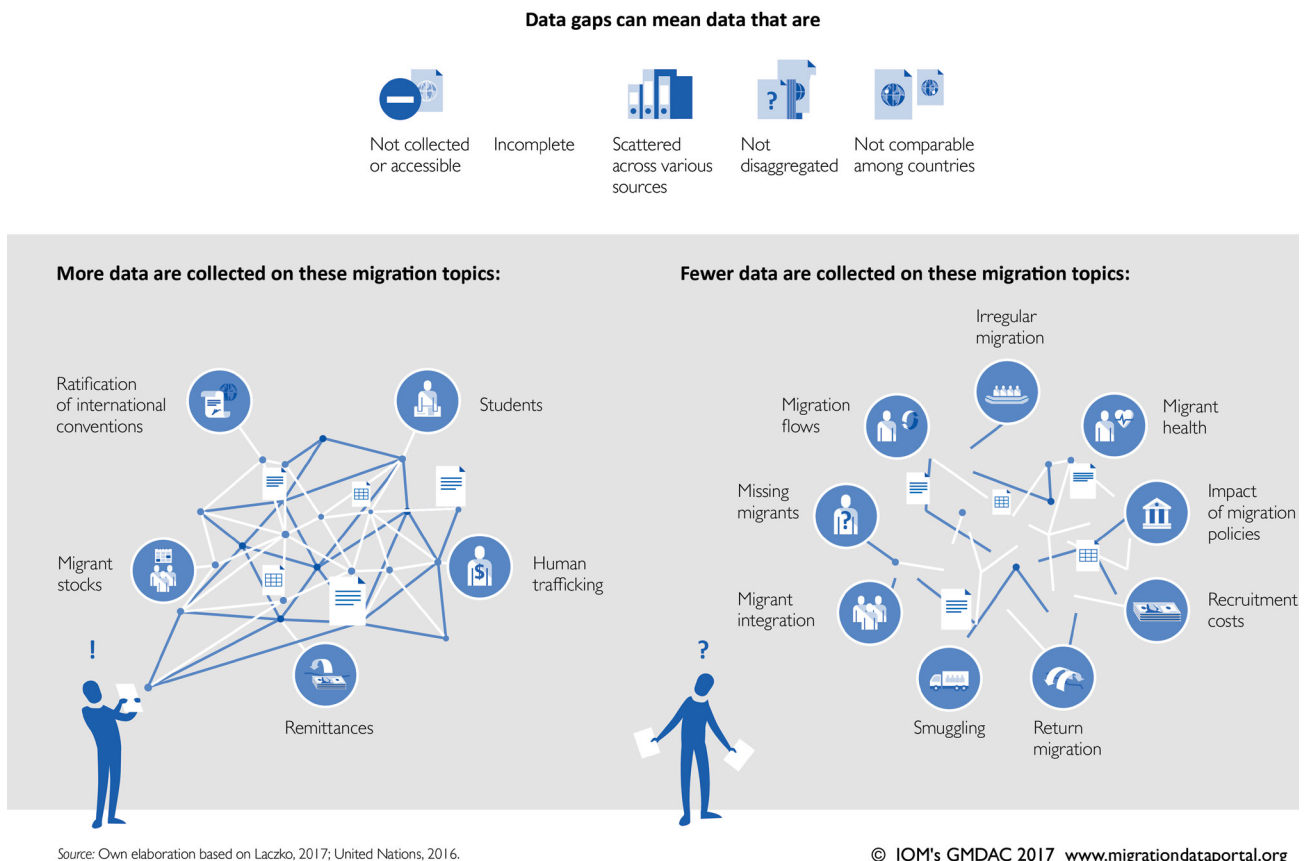 Data gaps can mean data that are
?
Not collected
or accessible
Incomplete
Scattered
across various
sources
Not
disaggregated
Not comparable
among countries
More data are collected on these migration topics:
Ratification
of international
conventions
Students
Migrant
stocks
$
Human
trafficking
!
Remittances
Fewer data are collected on these migration topics:
Irregular
migration
Migration
flows
Migrant
health
Missing
migrants
?
Impact
of migration
policies
Migrant
integration
Recruitment
costs
?
Smuggling
Return
migration
Source: Own elaboration based on Laczko, 2017; United Nations, 2016.
© IOM's GMDAC 2017 www.migrationdataportal.org